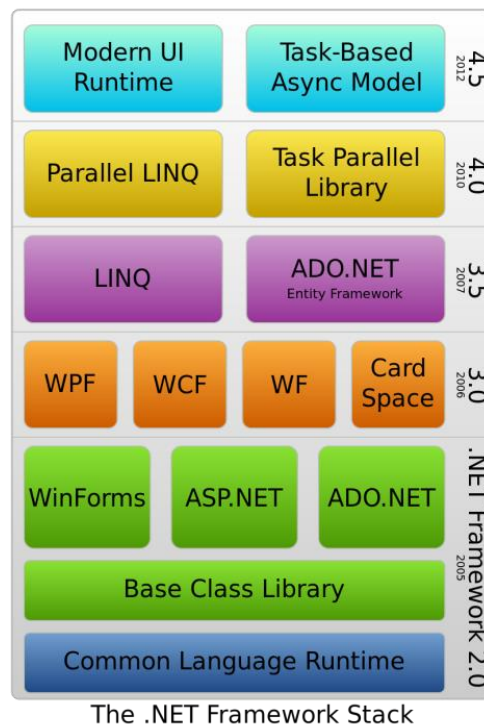 Modern UI
Runtime
Task-Based
Async Model
4.5
2012
Parallel LINQ
Task Parallel
Library
4.0
2010
LINQ
ADO.NET
Entity Framework
3.5
2007
WPF
WCF
WF
Card
Space
3.0
2006
WinForms
ASP.NET
ADO.NET
Base Class Library
Common Language Runtime
.NET Framework 2.0
2005
The .NET Framework Stack